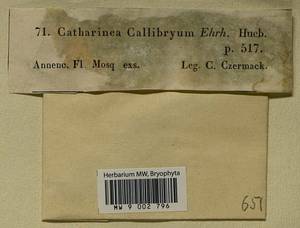 71. Catharinea Callibryum Ehrh. Hueb.
p. 517.
Annenc. Fl. Mosq exs. Leg. C. Czermack.
Herbarium MW, Bryophyta
MW 9 002 796
651